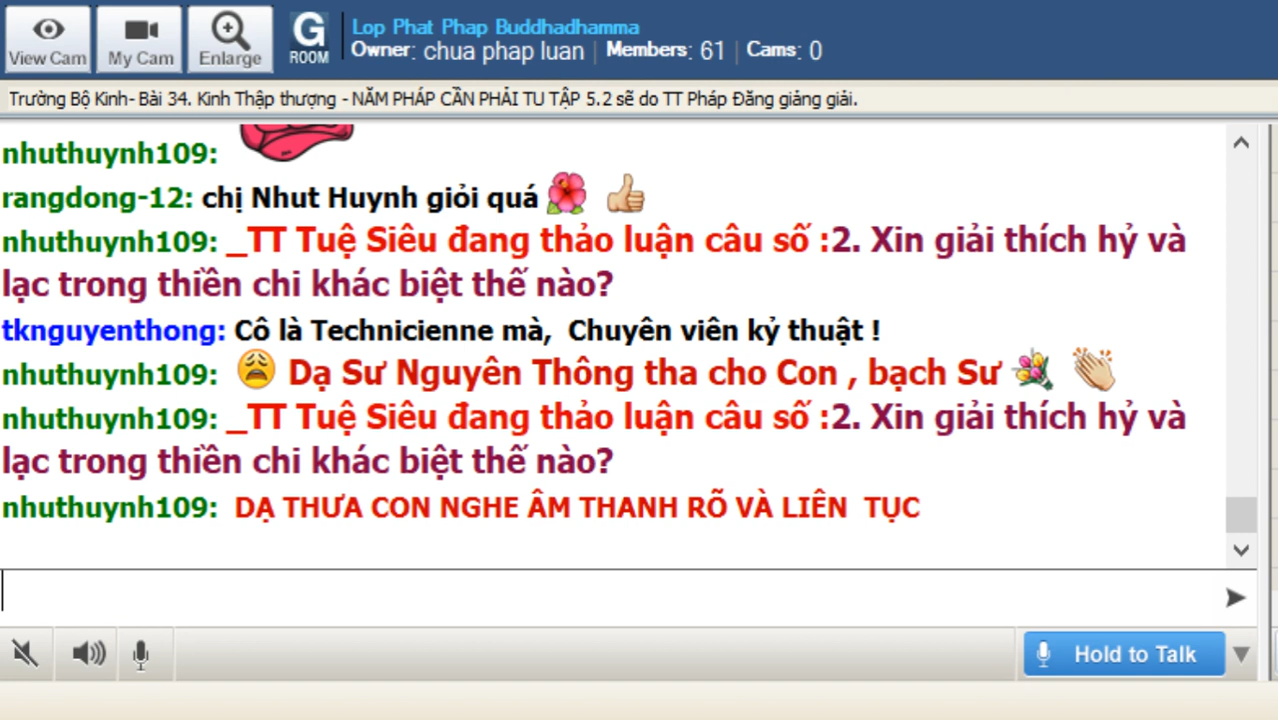 View Cam
My Cam
Enlarge
G
ROOM
Lop Phat Phap Buddhadhamma
Owner: chua phap luan | Members: 61 | Cams: 0
Trường Bộ Kinh- Bài 34. Kinh Thập thượng - NĂM PHÁP CẦN PHẢI TU TẬP 5.2 sẽ do TT Pháp Đăng giảng giải.
nhuthuynh109:
rangdong-12: chị Nhut Huynh giỏi quá
nhuthuynh109: _TT Tuệ Siêu đang thảo luận câu số :2. Xin giải thích hỷ và
lạc trong thiền chi khác biệt thế nào?
tknguyenthong: Cô là Technicienne mà, Chuyên viên kỷ thuật !
nhuthuynh109: Dạ Sư Nguyên Thông tha cho Con , bạch Sư
nhuthuynh109: _TT Tuệ Siêu đang thảo luận câu số :2. Xin giải thích hỷ và
lạc trong thiền chi khác biệt thế nào?
nhuthuynh109: DẠ THƯA CON NGHE ÂM THANH RÕ VÀ LIÊN TỤC
Hold to Talk